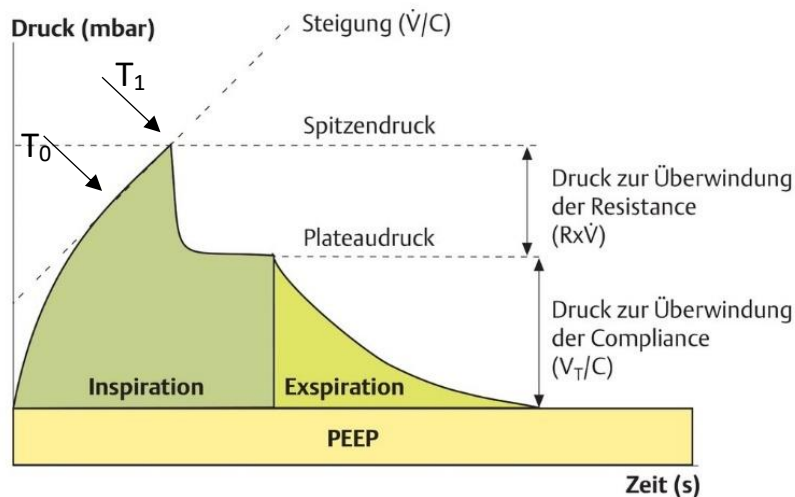 Druck (mbar)
Steigung (V̇/C)
T₁
T₀
Spitzendruck
Druck zur Überwindung
der Resistance
(RxV̇)
Plateaudruck
Druck zur Überwindung
der Compliance
(V_T/C)
Inspiration
Exspiration
PEEP
Zeit (s)